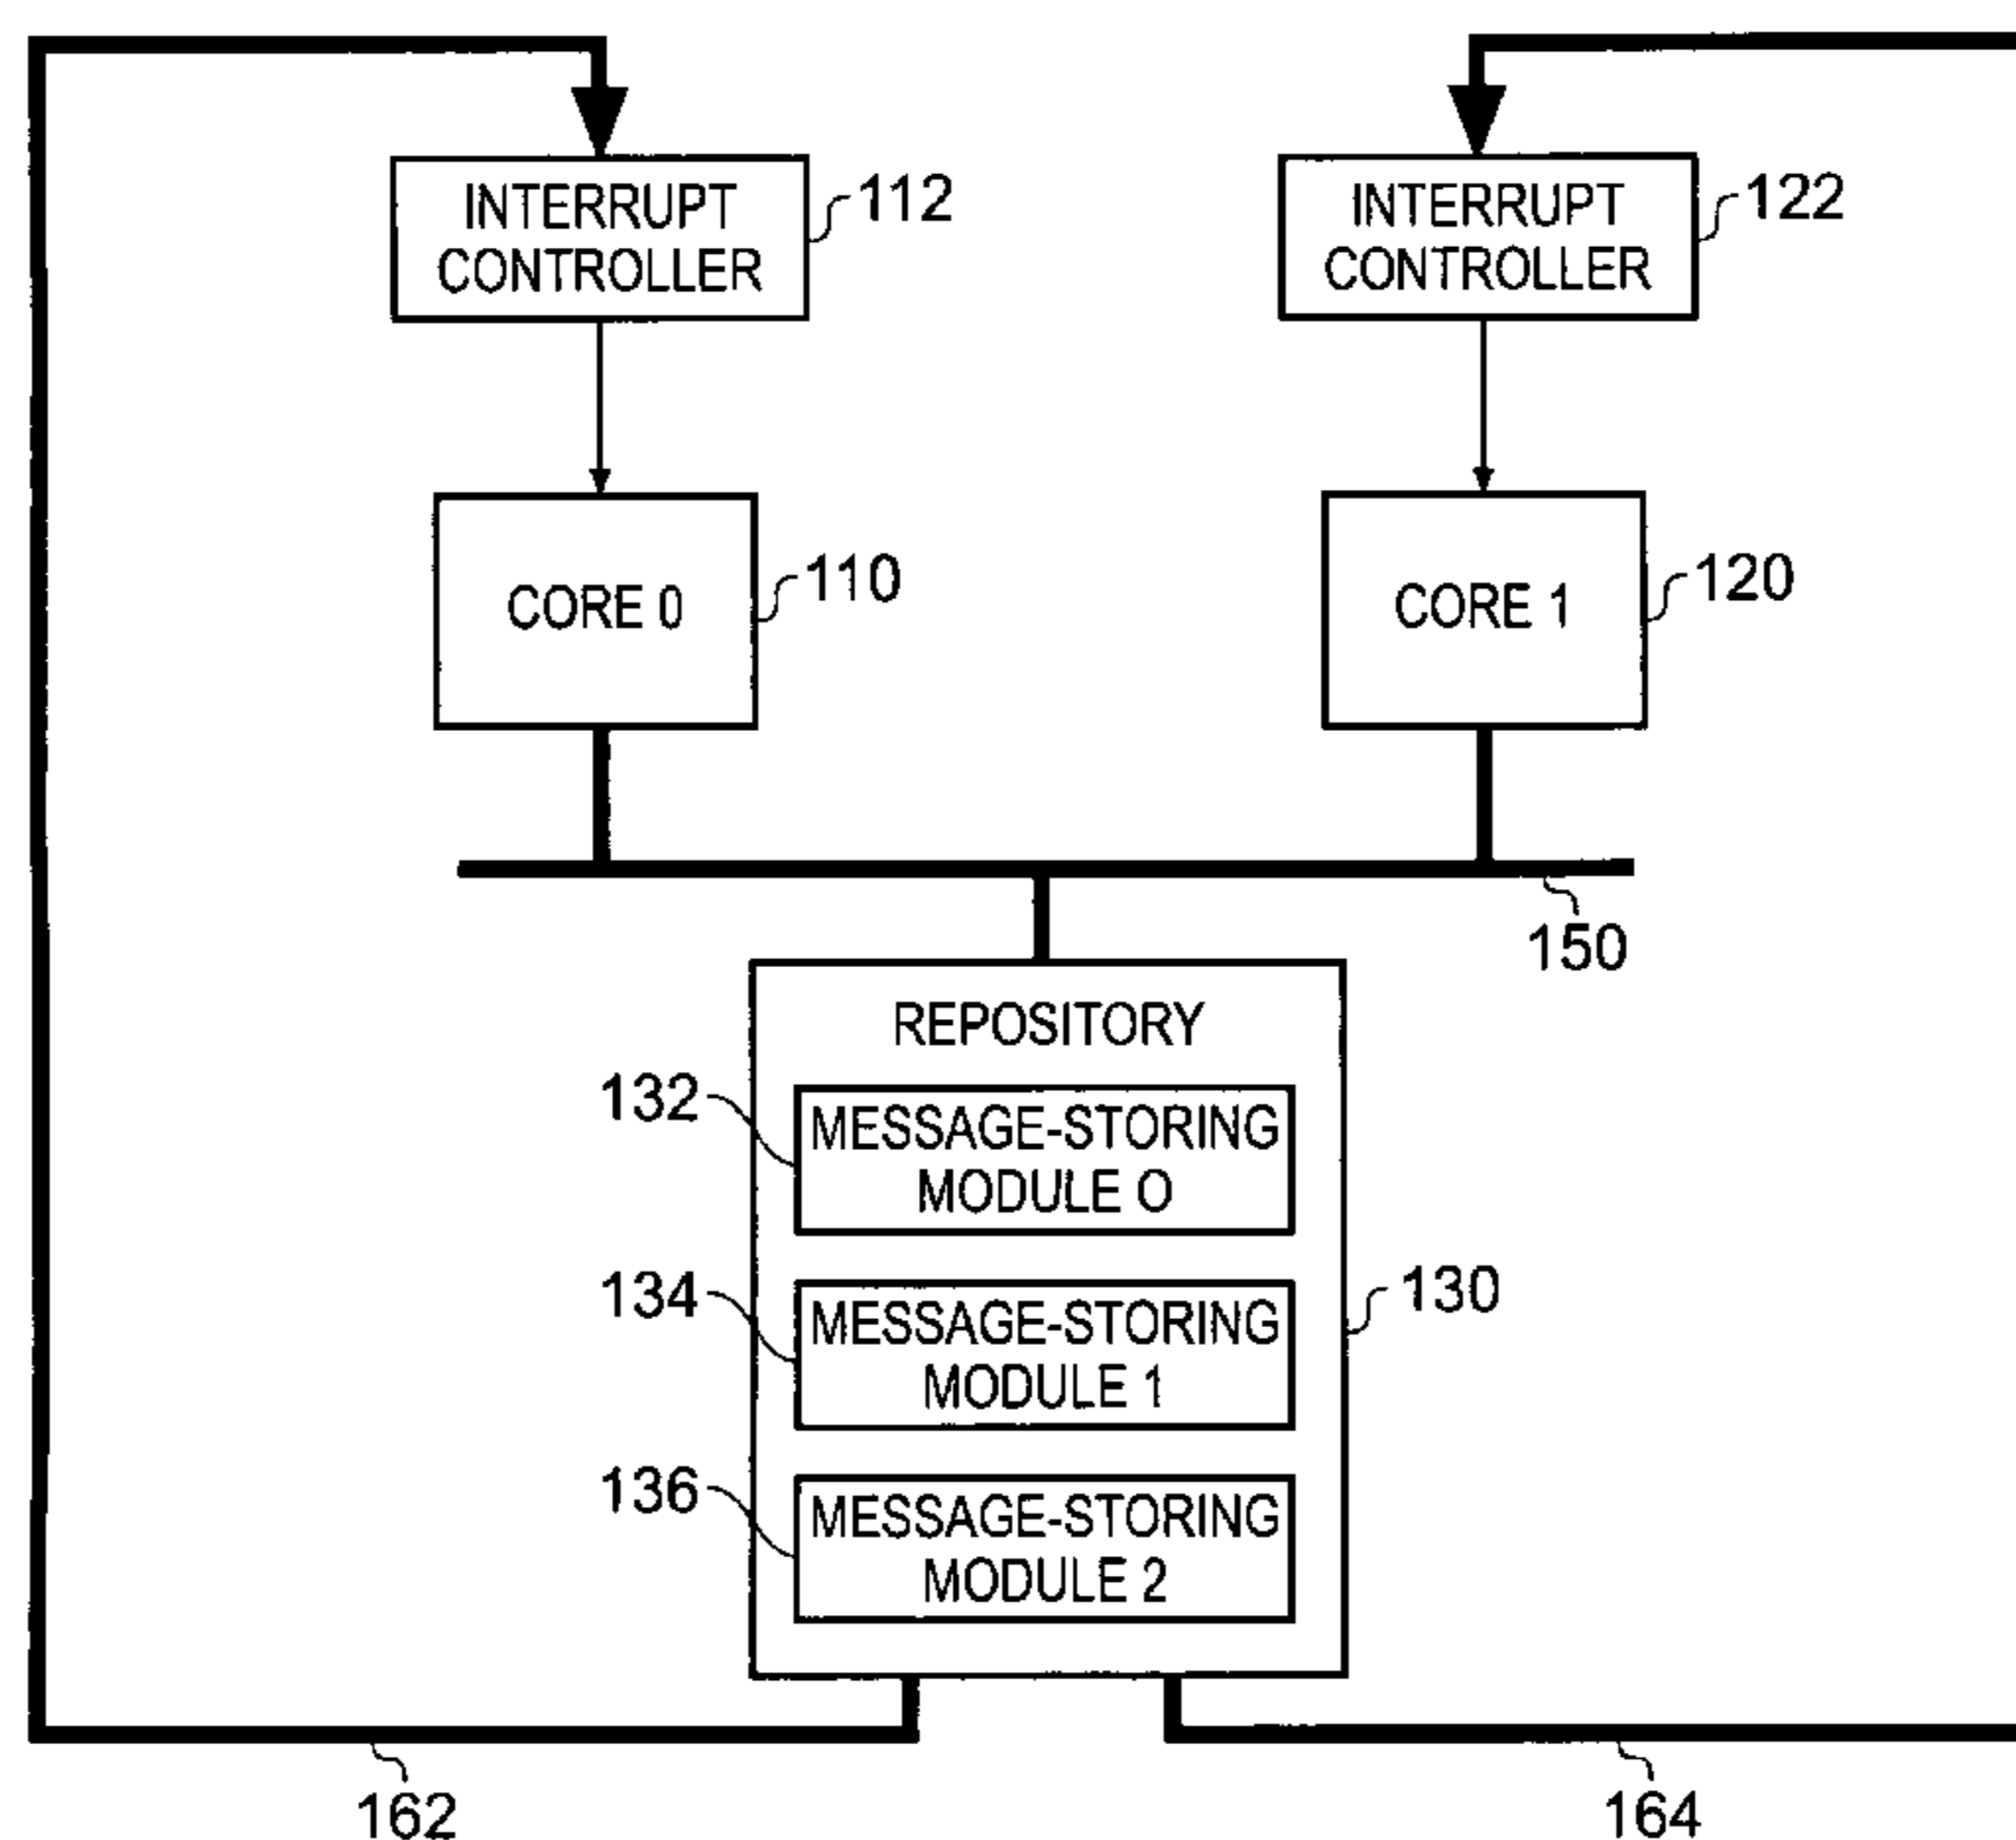 INTERRUPT
CONTROLLER
112
INTERRUPT
CONTROLLER
122
CORE 0
110
CORE 1
120
150
REPOSITORY
132
MESSAGE-STORING
MODULE O
134
MESSAGE-STORING
MODULE 1
130
136
MESSAGE-STORING
MODULE 2
162
164